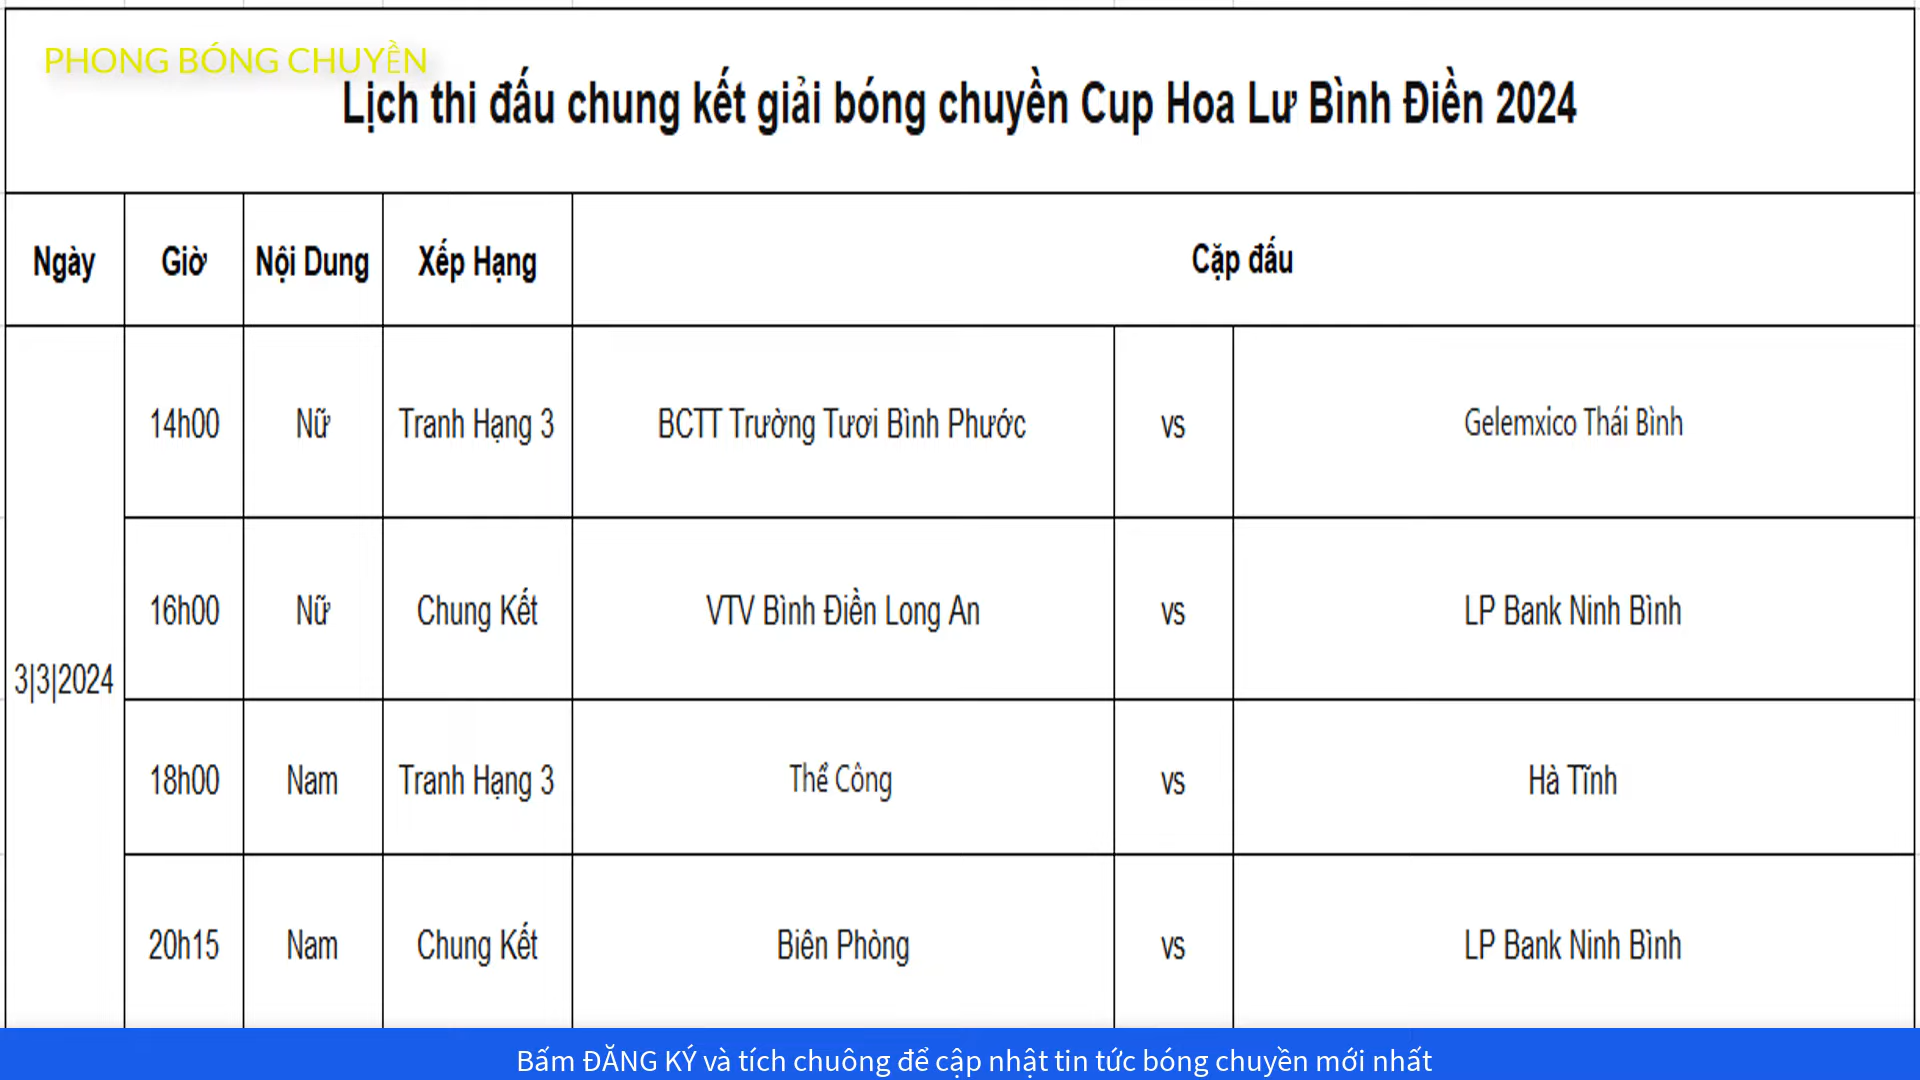 PHONG BÓNG CHUYỀN
Lịch thi đấu chung kết giải bóng chuyền Cup Hoa Lư Bình Điền 2024
Ngày Giờ Nội Dung Xếp Hạng Cặp đấu
14h00 Nữ Tranh Hạng 3 BCTT Trường Tươi Bình Phước vs Gelemxico Thái Bình
16h00 Nữ Chung Kết VTV Bình Điền Long An vs LP Bank Ninh Bình
3|3|2024
18h00 Nam Tranh Hạng 3 Thể Công vs Hà Tĩnh
20h15 Nam Chung Kết Biên Phòng vs LP Bank Ninh Bình
Bấm ĐĂNG KÝ và tích chuông để cập nhật tin tức bóng chuyền mới nhất